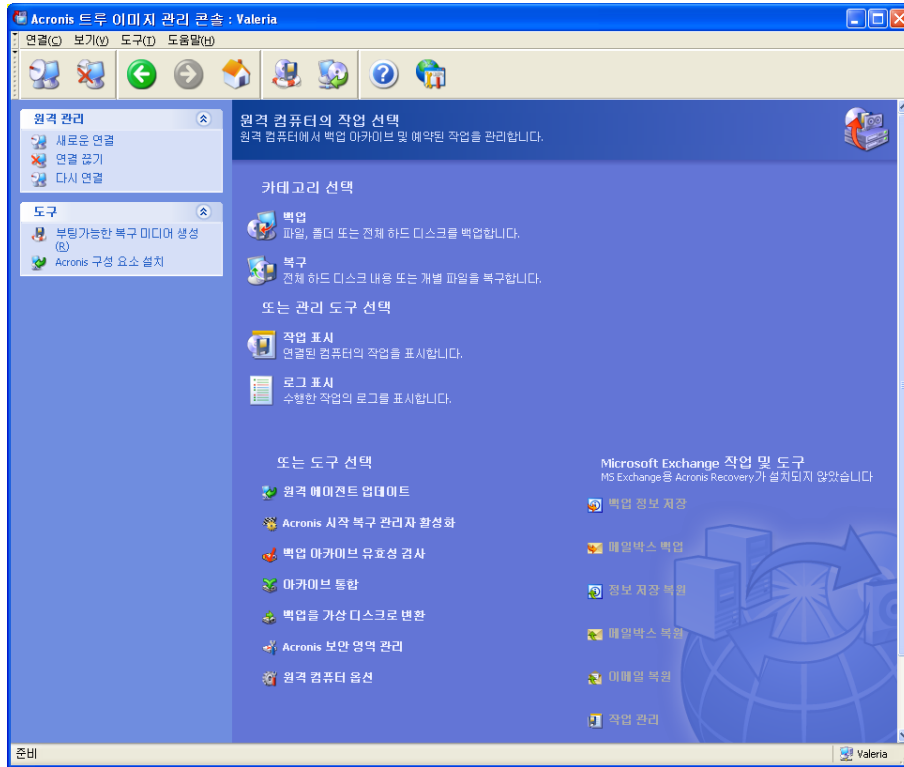 Acronis 트루 이미지 관리 콘솔 : Valeria
연결(C) 보기(V) 도구(T) 도움말(H)
원격 관리
새로운 연결
연결 끊기
다시 연결
도구
부팅가능한 복구 미디어 생성
(R)
Acronis 구성 요소 설치
원격 컴퓨터의 작업 선택
원격 컴퓨터에서 백업 아카이브 및 예약된 작업을 관리합니다.
카테고리 선택
백업
파일, 폴더 또는 전체 하드 디스크를 백업합니다.
복구
전체 하드 디스크 내용 또는 개별 파일을 복구합니다.
또는 관리 도구 선택
작업 표시
연결된 컴퓨터의 작업을 표시합니다.
로그 표시
수행한 작업의 로그를 표시합니다.
또는 도구 선택
원격 에이전트 업데이트
Acronis 시작 복구 관리자 활성화
백업 아카이브 유효성 검사
아카이브 통합
백업을 가상 디스크로 변환
Acronis 보안 영역 관리
원격 컴퓨터 옵션
Microsoft Exchange 작업 및 도구
MS Exchange용 Acronis Recovery가 설치되지 않았습니다
백업 정보 저장
메일박스 백업
정보 저장 복원
메일박스 복원
이메일 복원
작업 관리
준비
Valeria